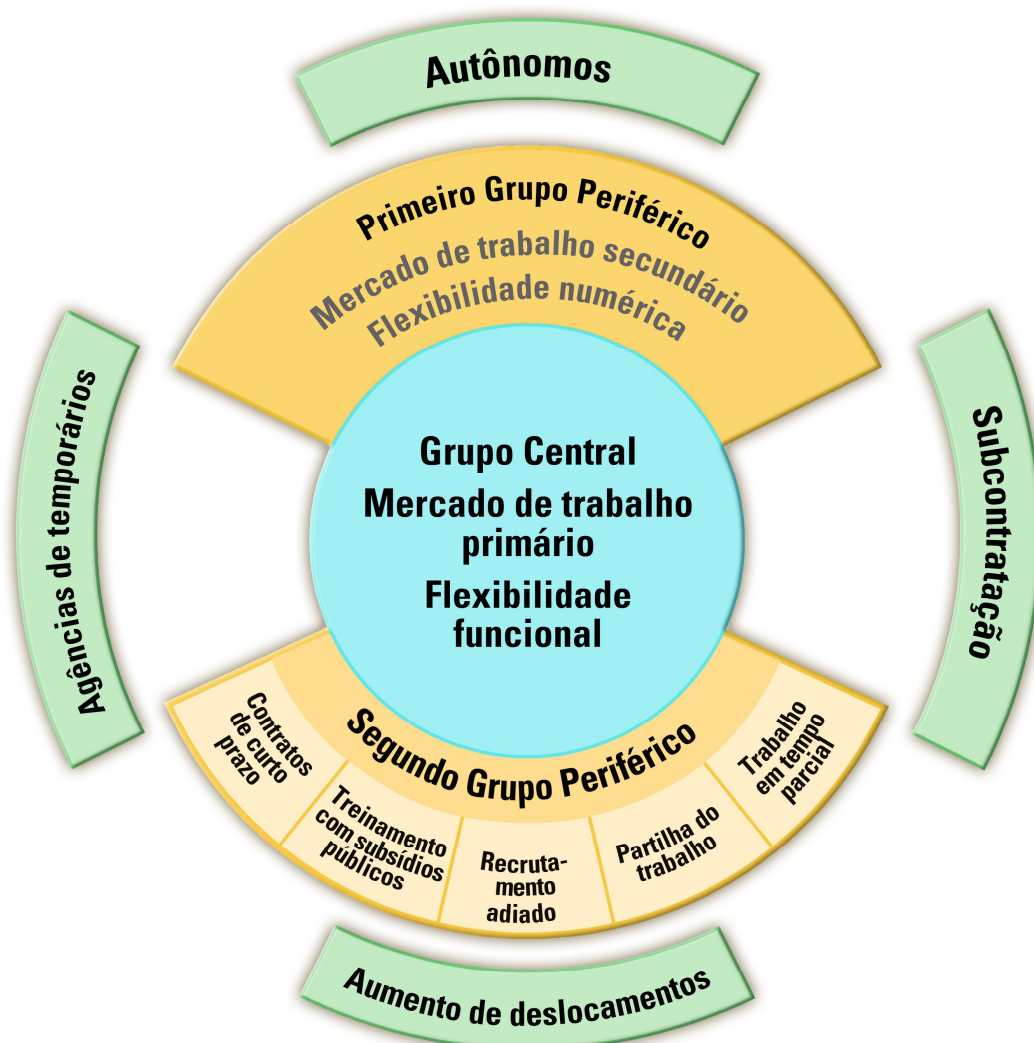 Autônomos
Primeiro Grupo Periférico
Mercado de trabalho secundário
Flexibilidade numérica
Agências de temporários
Subcontratação
Grupo Central
Mercado de trabalho
primário
Flexibilidade
funcional
Segundo Grupo Periférico
Contratos
de curto
prazo
Treinamento
com subsídios
públicos
Recruta-
mento
adiado
Partilha do
trabalho
Trabalho
em tempo
parcial
Aumento de deslocamentos